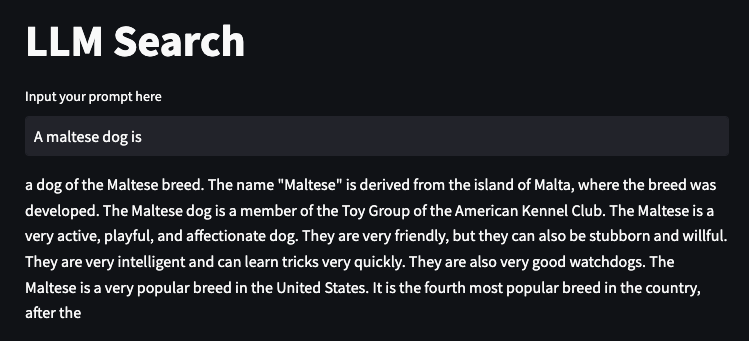 LLM Search
Input your prompt here
A maltese dog is
a dog of the Maltese breed. The name "Maltese" is derived from the island of Malta, where the breed was
developed. The Maltese dog is a member of the Toy Group of the American Kennel Club. The Maltese is a
very active, playful, and affectionate dog. They are very friendly, but they can also be stubborn and willful.
They are very intelligent and can learn tricks very quickly. They are also very good watchdogs. The
Maltese is a very popular breed in the United States. It is the fourth most popular breed in the country,
after the